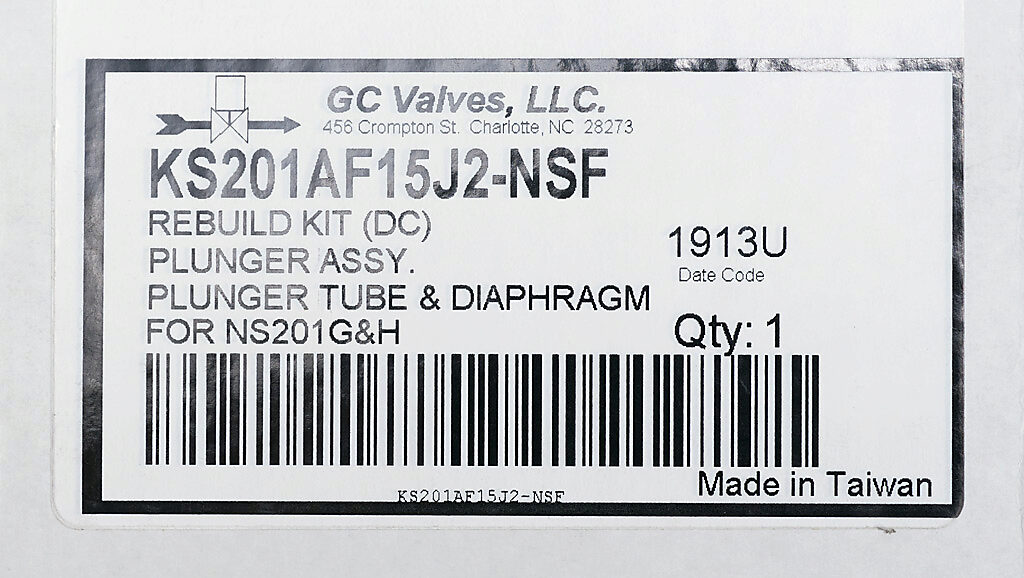 GC Valves, LLC.
456 Crompton St. Charlotte, NC 28273
KS201AF15J2-NSF
REBUILD KIT (DC)
PLUNGER ASSY.
PLUNGER TUBE & DIAPHRAGM
FOR NS201G&H
1913U
Date Code
Qty: 1
KS201AF15J2-NSF
Made in Taiwan